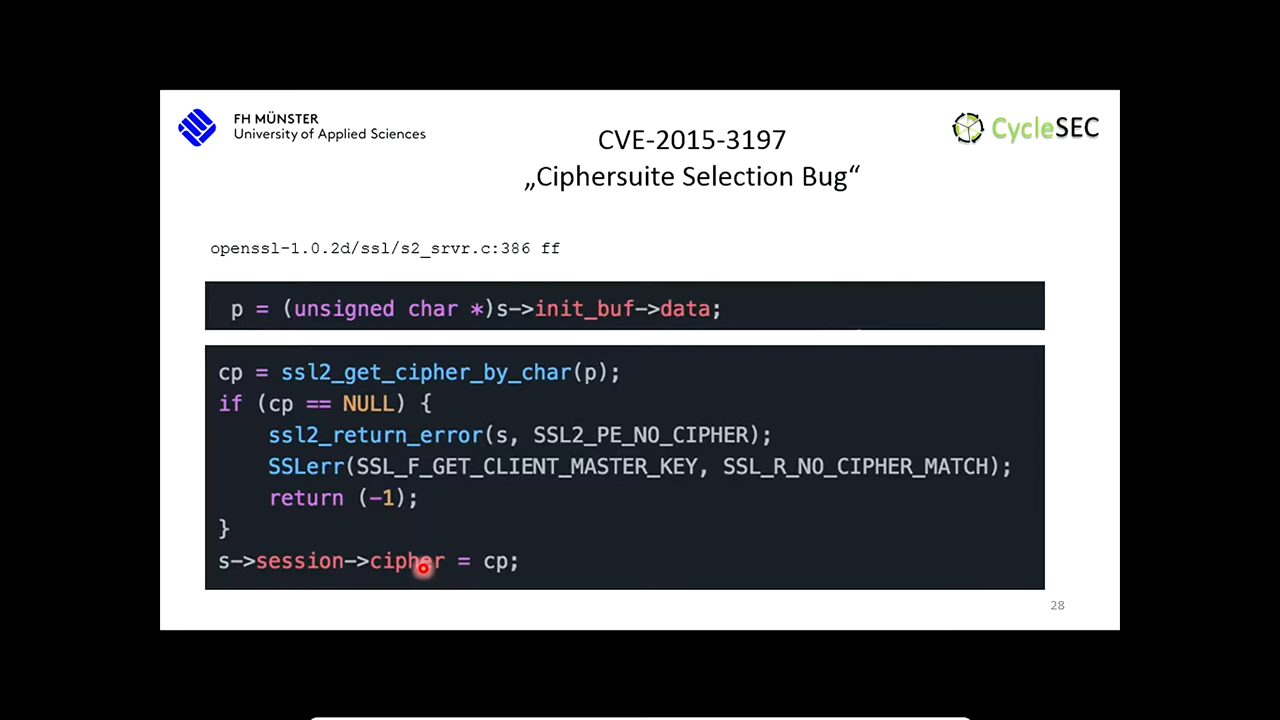 FH MÜNSTER
University of Applied Sciences
CycleSEC
CVE-2015-3197
„Ciphersuite Selection Bug“
openssl-1.0.2d/ssl/s2_srvr.c:386 ff
p = (unsigned char *)s->init_buf->data;
cp = ssl2_get_cipher_by_char(p);
if (cp == NULL) {
ssl2_return_error(s, SSL2_PE_NO_CIPHER);
SSLerr(SSL_F_GET_CLIENT_MASTER_KEY, SSL_R_NO_CIPHER_MATCH);
return (-1);
}
s->session->cipher = cp;
28